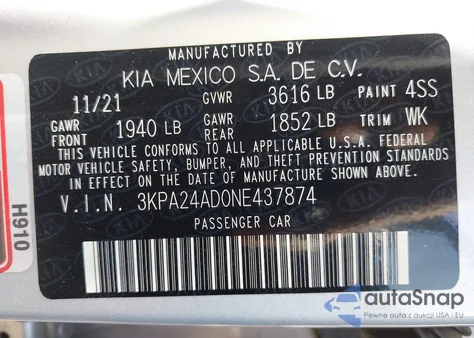 MANUFACTURED BY
KIA MEXICO S.A. DE C.V.
11/21 GVWR 3616 LB PAINT 4SS
GAWR FRONT 1940 LB GAWR REAR 1852 LB TRIM WK
THIS VEHICLE CONFORMS TO ALL APPLICABLE U.S.A. FEDERAL
MOTOR VEHICLE SAFETY, BUMPER, AND THEFT PREVENTION STANDARDS
IN EFFECT ON THE DATE OF MANUFACTURE SHOWN ABOVE.
V.I.N. 3KPA24AD0NE437874
PASSENGER CAR
H910
autaSnap
Pewne auta z aukcji USA i EU